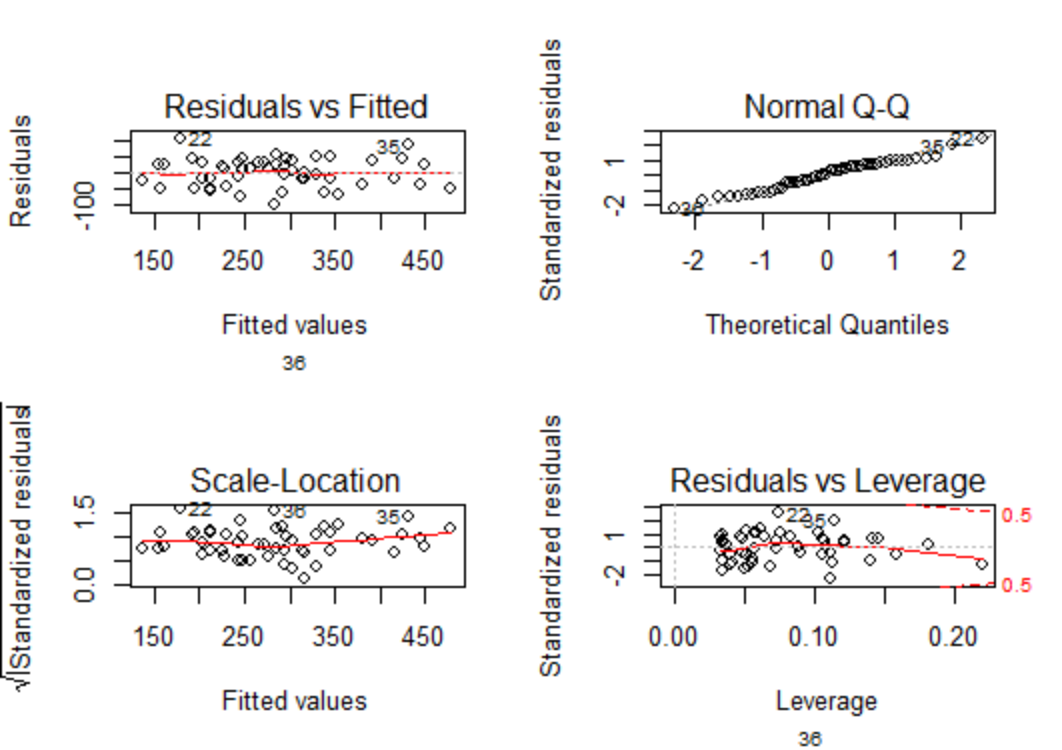 Residuals vs Fitted
Residuals
-100
22
35
150 250 350 450
Fitted values
36
Normal Q-Q
Standardized residuals
1
-2
22
35
36
-2 -1 0 1 2
Theoretical Quantiles
Scale-Location
√|Standardized residuals|
1.5
0.0
22
36
35
150 250 350 450
Fitted values
Residuals vs Leverage
Standardized residuals
1
-2
22
35
0.5
0.5
0.00 0.10 0.20
Leverage
36